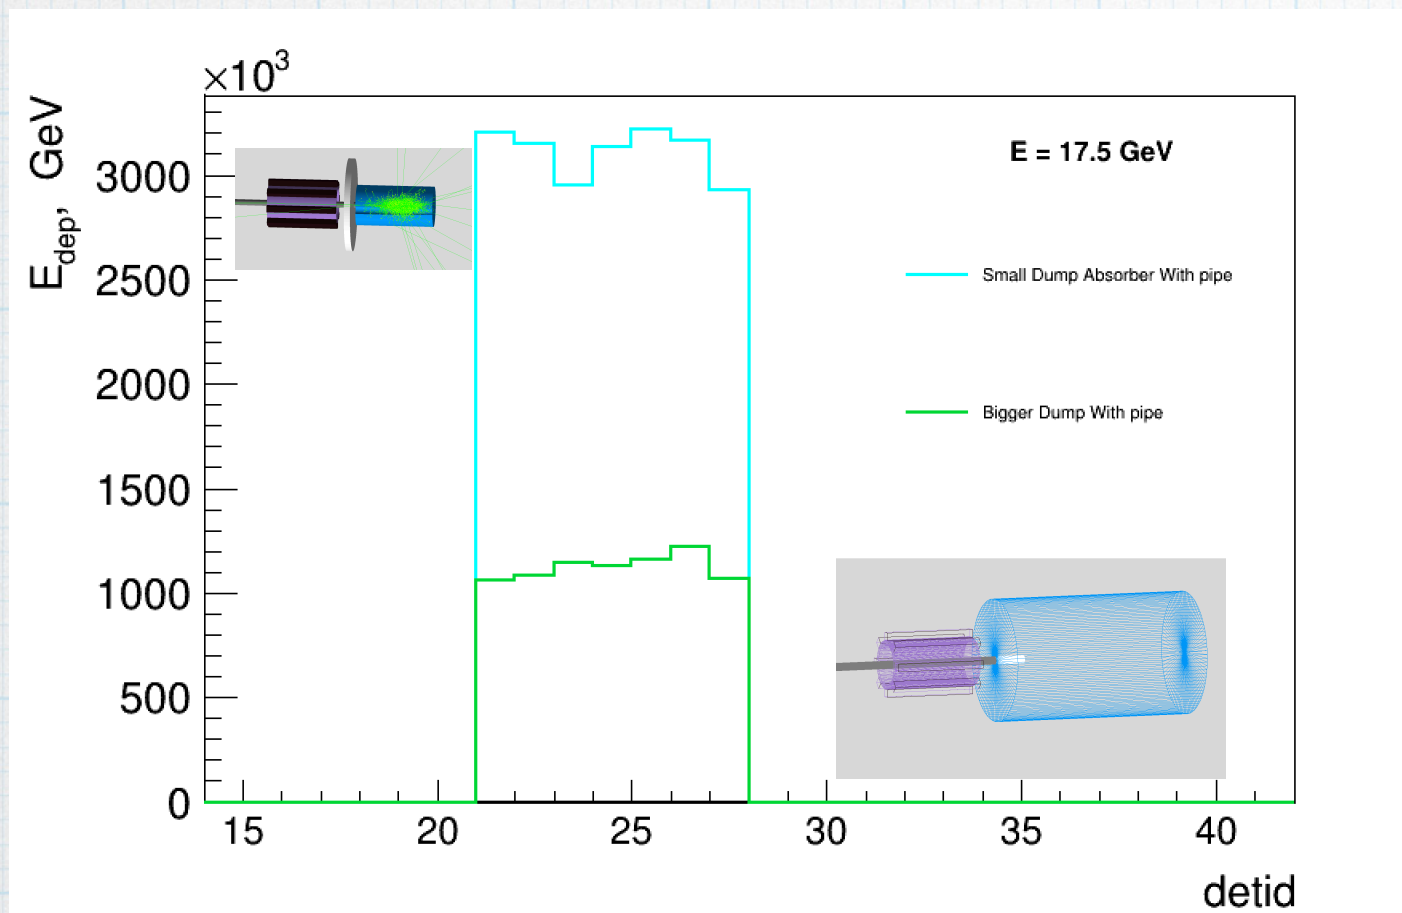 ×10³
E_dep, GeV
3000
2500
2000
1500
1000
500
0
E = 17.5 GeV
Small Dump Absorber With pipe
Bigger Dump With pipe
15 20 25 30 35 40
detid